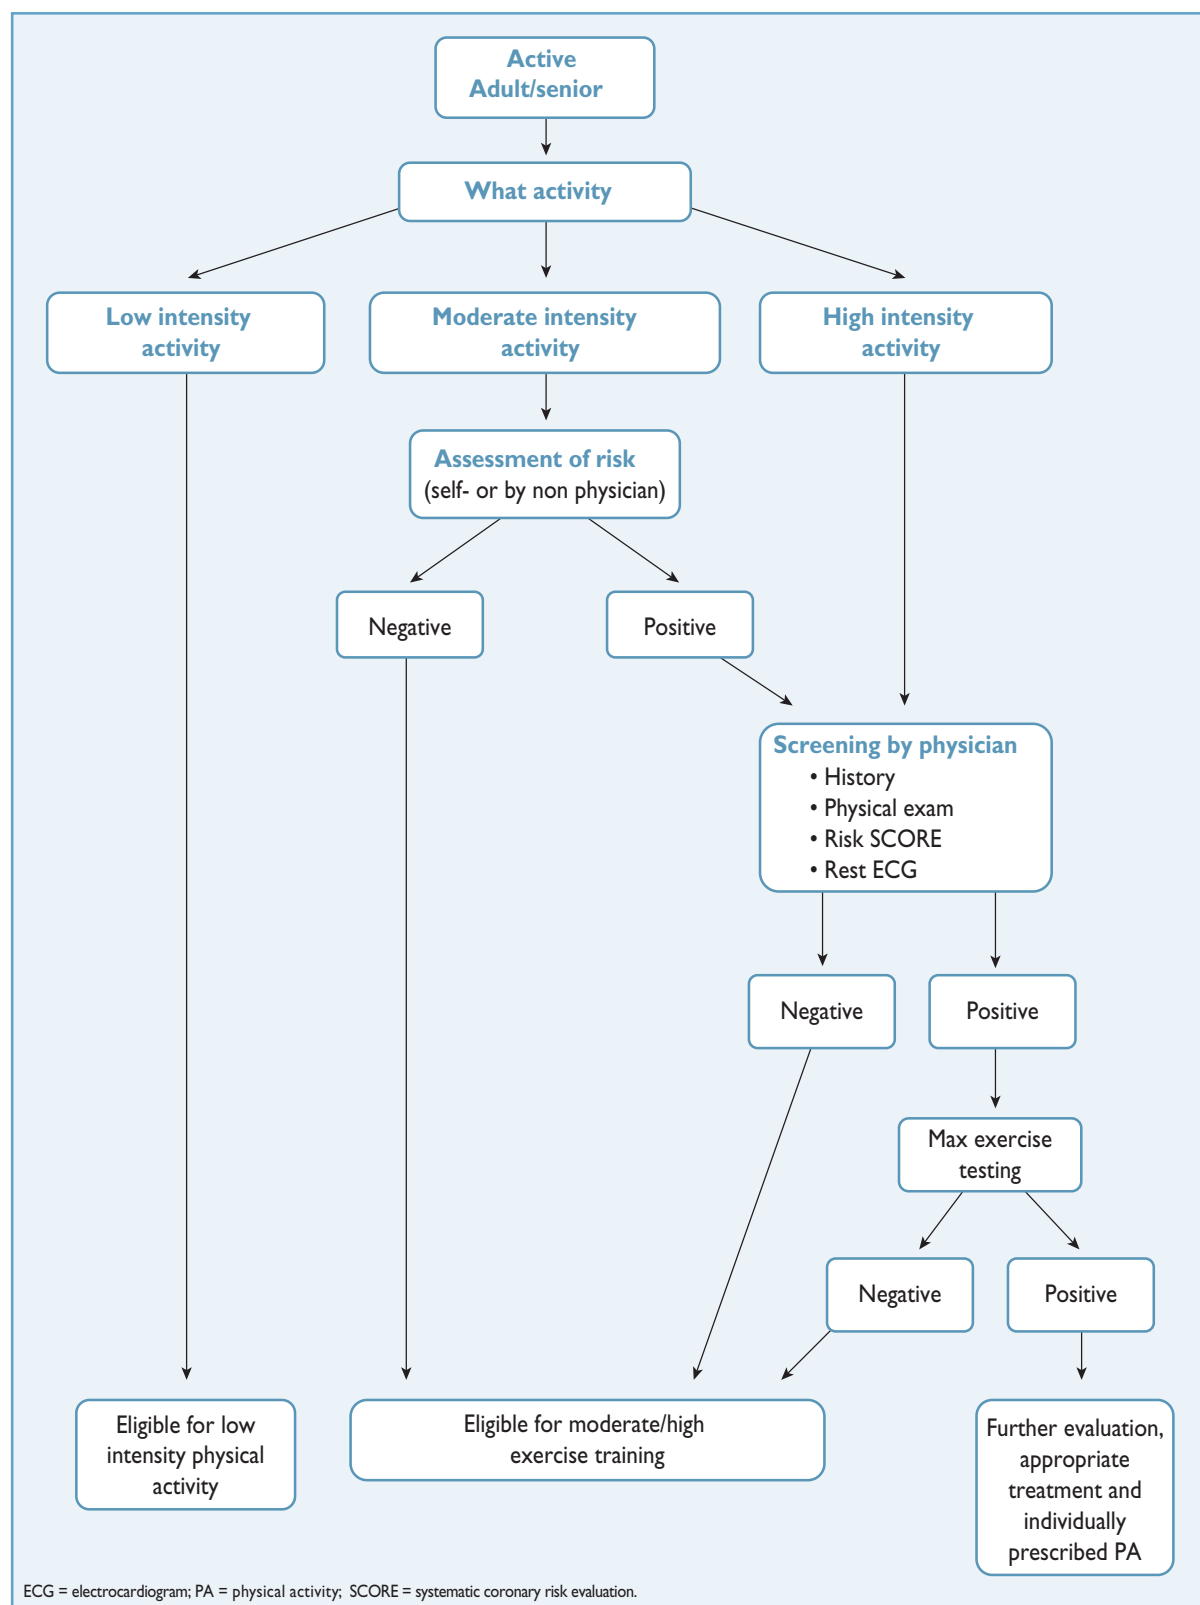 Active
Adult/senior
What activity
Low intensity
activity
Moderate intensity
activity
High intensity
activity
Assessment of risk
(self- or by non physician)
Negative
Positive
Screening by physician
• History
• Physical exam
• Risk SCORE
• Rest ECG
Negative
Positive
Max exercise
testing
Negative
Positive
Eligible for low
intensity physical
activity
Eligible for moderate/high
exercise training
Further evaluation,
appropriate
treatment and
individually
prescribed PA
ECG = electrocardiogram; PA = physical activity; SCORE = systematic coronary risk evaluation.